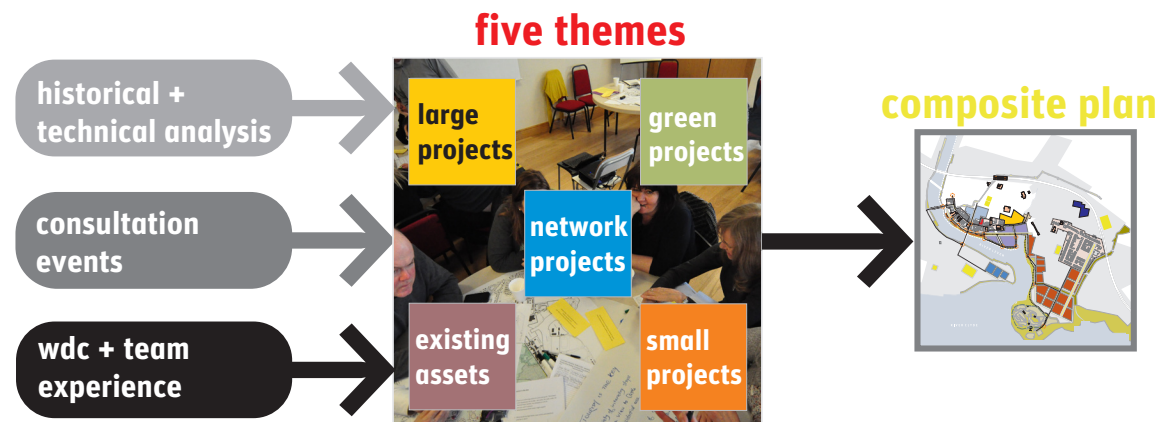 five themes
historical +
technical analysis
consultation
events
wdc + team
experience
large
projects
green
projects
network
projects
existing
assets
small
projects
composite plan